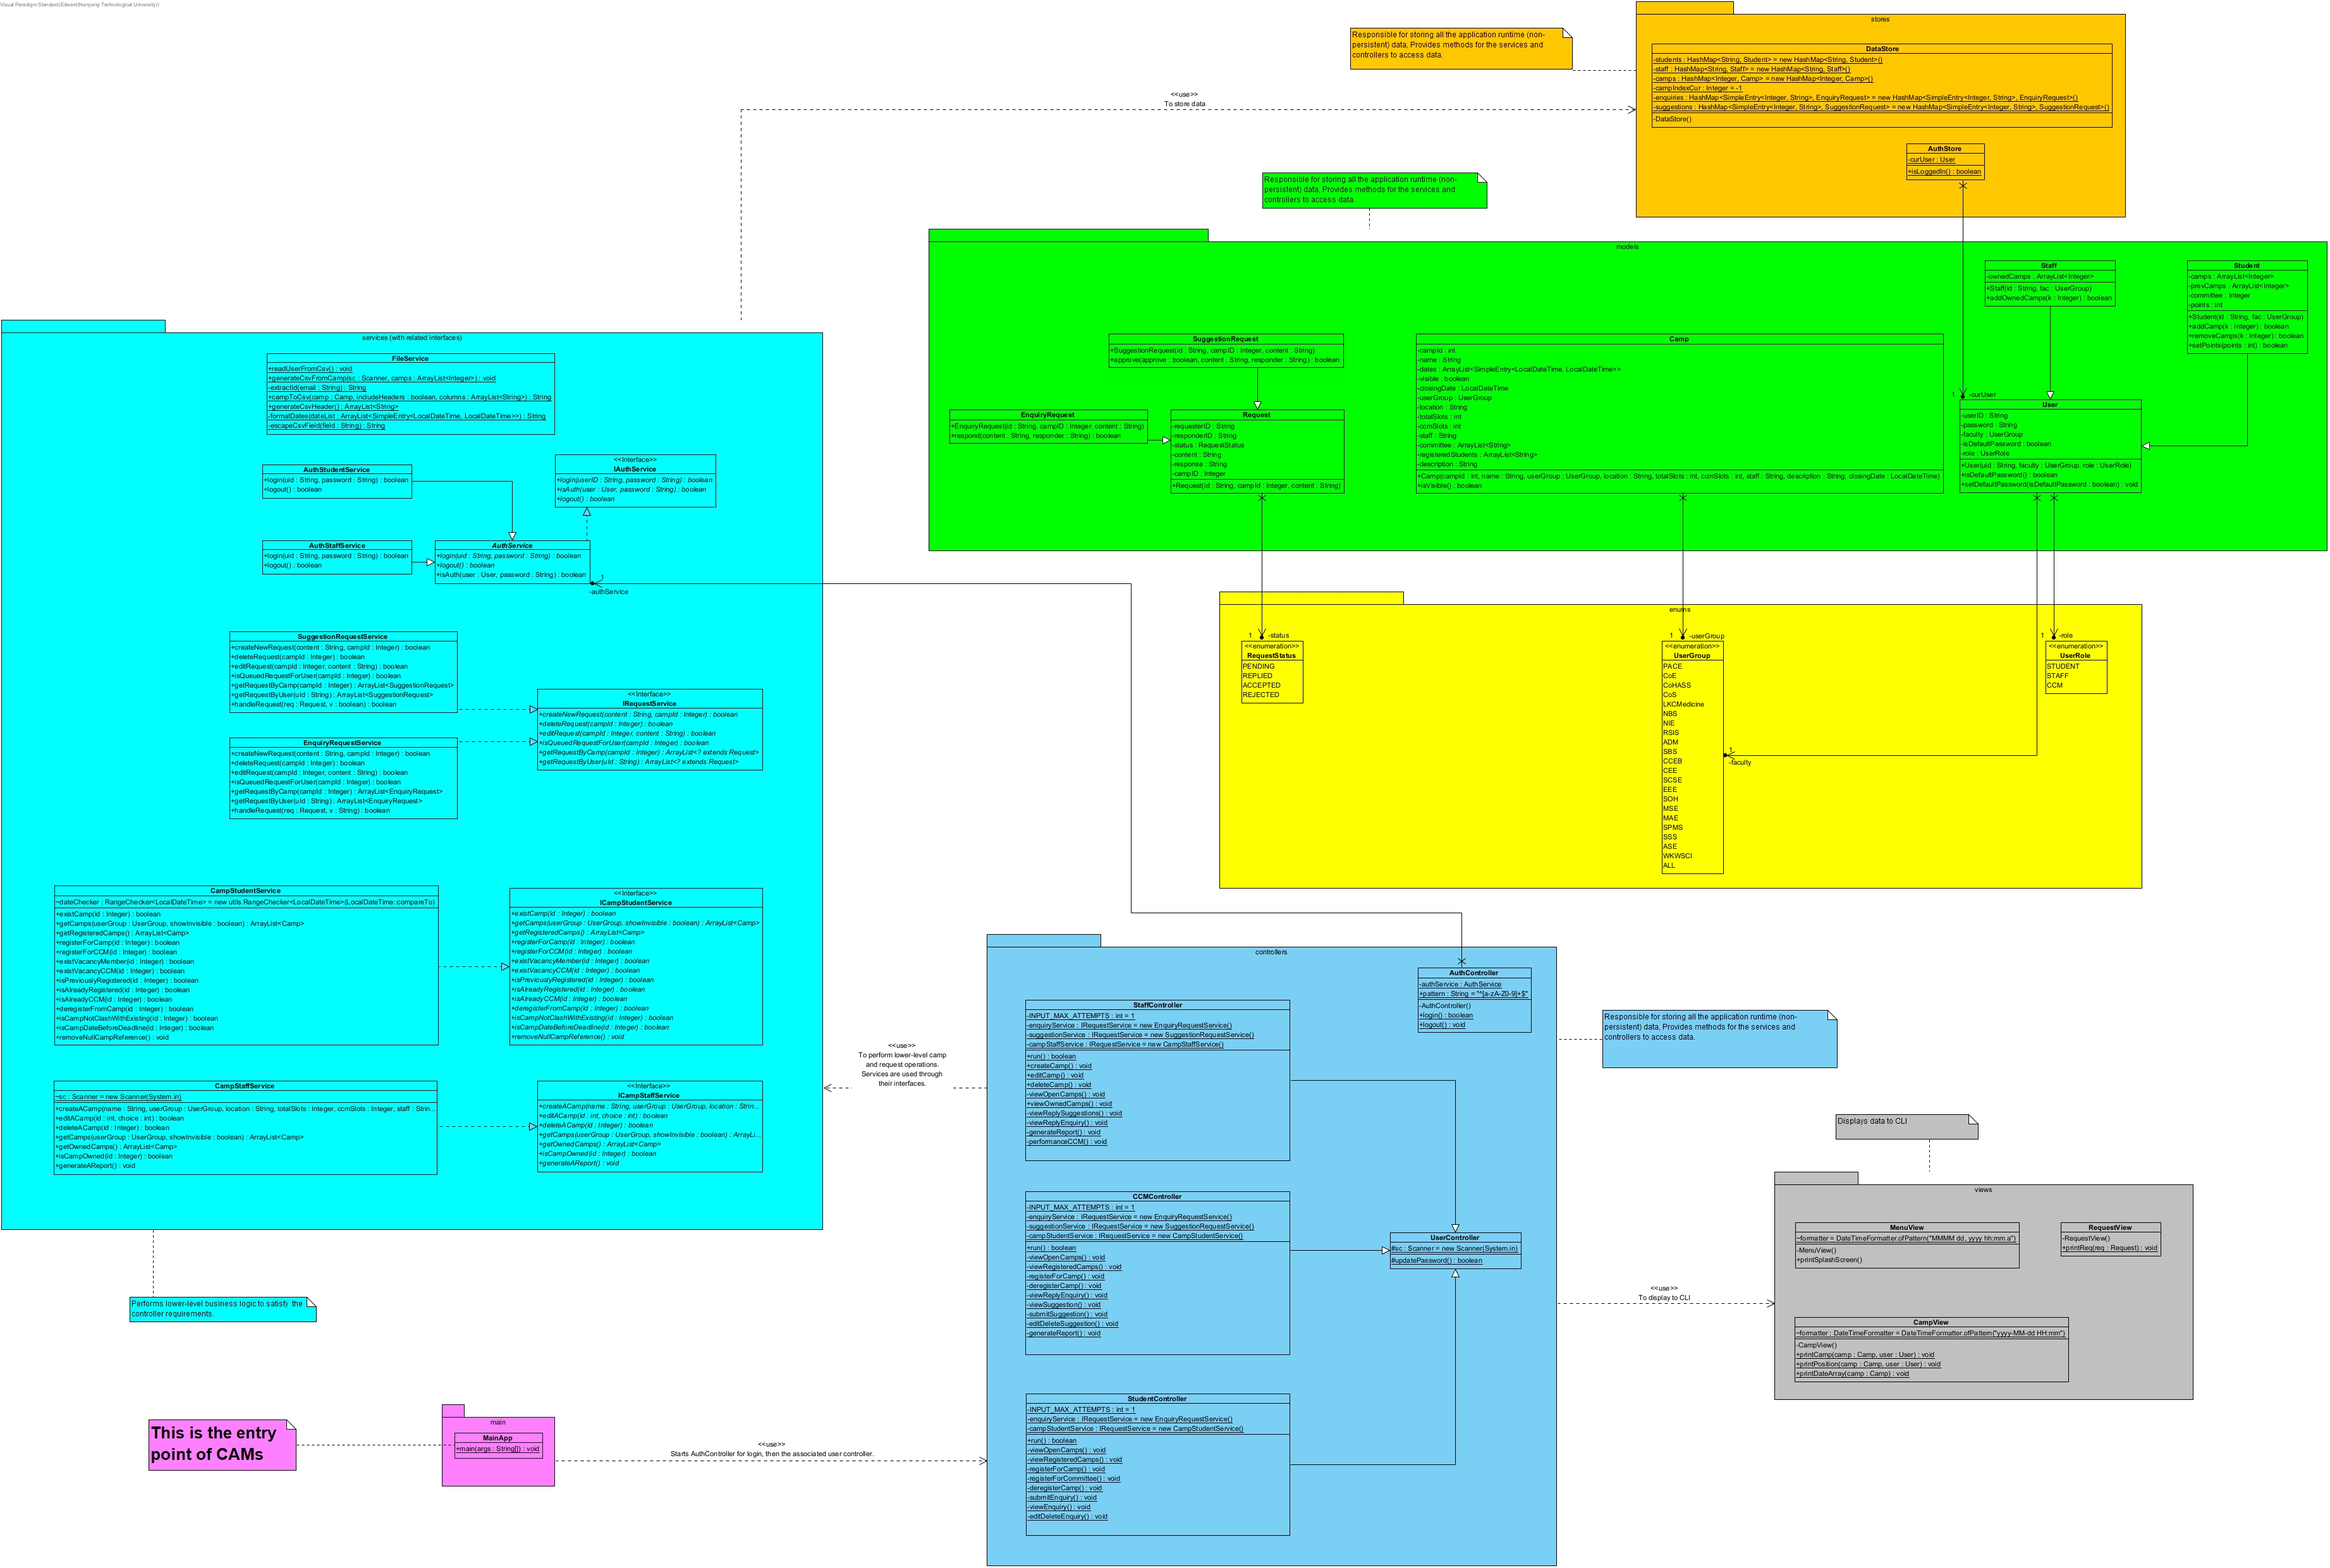 Visual Paradigm Standard(Edward(Nanyang Technological University))
stores
Responsible for storing all the application runtime (non-
persistent) data, Provides methods for the services and
controllers to access data.
DataStore
-students : HashMap<String, Student> = new HashMap<String, Student>()
-staff : HashMap<String, Staff> = new HashMap<String, Staff>()
-camps : HashMap<Integer, Camp> = new HashMap<Integer, Camp>()
-campIndexCur : Integer = -1
-enquiries : HashMap<SimpleEntry<Integer, String>, EnquiryRequest> = new HashMap<SimpleEntry<Integer, String>, EnquiryRequest>()
-suggestions : HashMap<SimpleEntry<Integer, String>, SuggestionRequest> = new HashMap<SimpleEntry<Integer, String>, SuggestionRequest>()
-DataStore()
AuthStore
-curUser : User
+isLoggedIn() : boolean
<<use>>
To store data
Responsible for storing all the application runtime (non-
persistent) data, Provides methods for the services and
controllers to access data.
models
Staff
-ownedCamps : ArrayList<Integer>
+Staff(id : String, fac : UserGroup)
+addOwnedCamps(k : Integer) : boolean
Student
-camps : ArrayList<Integer>
-prevCamps : ArrayList<Integer>
-committee : Integer
-points : int
+Student(id : String, fac : UserGroup)
+addCamp(k : Integer) : boolean
+removeCamps(k : Integer) : boolean
+setPoints(points : int) : boolean
SuggestionRequest
+SuggestionRequest(id : String, campID : Integer, content : String)
+approve(approve : boolean, content : String, responder : String) : boolean
EnquiryRequest
+EnquiryRequest(id : String, campID : Integer, content : String)
+respond(content : String, responder : String) : boolean
Request
-requesterID : String
-responderID : String
-status : RequestStatus
-content : String
-response : String
-campID : Integer
+Request(id : String, campId : Integer, content : String)
Camp
-campId : int
-name : String
-dates : ArrayList<SimpleEntry<LocalDateTime, LocalDateTime>>
-visible : boolean
-closingDate : LocalDateTime
-userGroup : UserGroup
-location : String
-totalSlots : int
-ccmSlots : int
-staff : String
-committee : ArrayList<String>
-registeredStudents : ArrayList<String>
-description : String
+Camp(campId : int, name : String, userGroup : UserGroup, location : String, totalSlots : int, ccmSlots : int, staff : String, description : String, closingDate : LocalDateTime)
+isVisible() : boolean
1
-curUser
User
-userID : String
-password : String
-faculty : UserGroup
-isDefaultPassword : boolean
-role : UserRole
+User(uid : String, faculty : UserGroup, role : UserRole)
+isDefaultPassword() : boolean
+setDefaultPassword(isDefaultPassword : boolean) : void
services (with related interfaces)
FileService
+readUserFromCsv() : void
+generateCsvFromCamp(sc : Scanner, camps : ArrayList<Integer>) : void
-extractId(email : String) : String
+campToCsv(camp : Camp, includeHeaders : boolean, columns : ArrayList<String>) : String
+generateCsvHeader() : ArrayList<String>
-formatDates(dateList : ArrayList<SimpleEntry<LocalDateTime, LocalDateTime>>) : String
-escapeCsvField(field : String) : String
AuthStudentService
+login(uid : String, password : String) : boolean
+logout() : boolean
<<Interface>>
IAuthService
+login(userID : String, password : String) : boolean
+isAuth(user : User, password : String) : boolean
+logout() : boolean
AuthStaffService
+login(uid : String, password : String) : boolean
+logout() : boolean
AuthService
+login(uid : String, password : String) : boolean
+logout() : boolean
+isAuth(user : User, password : String) : boolean
1
-authService
SuggestionRequestService
+createNewRequest(content : String, campId : Integer) : boolean
+deleteRequest(campId : Integer) : boolean
+editRequest(campId : Integer, content : String) : boolean
+isQueuedRequestForUser(campId : Integer) : boolean
+getRequestByCamp(campId : Integer) : ArrayList<SuggestionRequest>
+getRequestByUser(uId : String) : ArrayList<SuggestionRequest>
+handleRequest(req : Request, v : boolean) : boolean
<<Interface>>
IRequestService
+createNewRequest(content : String, campId : Integer) : boolean
+deleteRequest(campId : Integer) : boolean
+editRequest(campId : Integer, content : String) : boolean
+isQueuedRequestForUser(campId : Integer) : boolean
+getRequestByCamp(campId : Integer) : ArrayList<? extends Request>
+getRequestByUser(uId : String) : ArrayList<? extends Request>
EnquiryRequestService
+createNewRequest(content : String, campId : Integer) : boolean
+deleteRequest(campId : Integer) : boolean
+editRequest(campId : Integer, content : String) : boolean
+isQueuedRequestForUser(campId : Integer) : boolean
+getRequestByCamp(campId : Integer) : ArrayList<EnquiryRequest>
+getRequestByUser(uId : String) : ArrayList<EnquiryRequest>
+handleRequest(req : Request, v : String) : boolean
CampStudentService
~dateChecker : RangeChecker<LocalDateTime> = new utils.RangeChecker<LocalDateTime>(LocalDateTime::compareTo)
+existCamp(id : Integer) : boolean
+getCamps(userGroup : UserGroup, showInvisible : boolean) : ArrayList<Camp>
+getRegisteredCamps() : ArrayList<Camp>
+registerForCamp(id : Integer) : boolean
+registerForCCM(id : Integer) : boolean
+existVacancyMember(id : Integer) : boolean
+existVacancyCCM(id : Integer) : boolean
+isPreviouslyRegistered(id : Integer) : boolean
+isAlreadyRegistered(id : Integer) : boolean
+isAlreadyCCM(id : Integer) : boolean
+deregisterFromCamp(id : Integer) : boolean
+isCampNotClashWithExisting(id : Integer) : boolean
+isCampDateBeforeDeadline(id : Integer) : boolean
+removeNullCampReference() : void
<<Interface>>
ICampStudentService
+existCamp(id : Integer) : boolean
+getCamps(userGroup : UserGroup, showInvisible : boolean) : ArrayList<Camp>
+getRegisteredCamps() : ArrayList<Camp>
+registerForCamp(id : Integer) : boolean
+registerForCCM(id : Integer) : boolean
+existVacancyMember(id : Integer) : boolean
+existVacancyCCM(id : Integer) : boolean
+isPreviouslyRegistered(id : Integer) : boolean
+isAlreadyRegistered(id : Integer) : boolean
+isAlreadyCCM(id : Integer) : boolean
+deregisterFromCamp(id : Integer) : boolean
+isCampNotClashWithExisting(id : Integer) : boolean
+isCampDateBeforeDeadline(id : Integer) : boolean
+removeNullCampReference() : void
CampStaffService
~sc : Scanner = new Scanner(System.in)
+createACamp(name : String, userGroup : UserGroup, location : String, totalSlots : Integer, ccmSlots : Integer, staff : Strin...
+editACamp(id : int, choice : int) : boolean
+deleteACamp(id : Integer) : boolean
+getCamps(userGroup : UserGroup, showInvisible : boolean) : ArrayList<Camp>
+getOwnedCamps() : ArrayList<Camp>
+isCampOwned(id : Integer) : boolean
+generateAReport() : void
<<Interface>>
ICampStaffService
+createACamp(name : String, userGroup : UserGroup, location : Strin...
+editACamp(id : int, choice : int) : boolean
+deleteACamp(id : Integer) : boolean
+getCamps(userGroup : UserGroup, showInvisible : boolean) : ArrayLi...
+getOwnedCamps() : ArrayList<Camp>
+isCampOwned(id : Integer) : boolean
+generateAReport() : void
Performs lower-level business logic to satisfy the
controller requirements.
enums
1
-status
<<enumeration>>
RequestStatus
PENDING
REPLIED
ACCEPTED
REJECTED
1
-userGroup
<<enumeration>>
UserGroup
PACE
CoE
CoHASS
CoS
LKCMedicine
NBS
NIE
RSIS
ADM
SBS
CCEB
CEE
SCSE
EEE
SOH
MSE
MAE
SPMS
SSS
ASE
WKWSCI
ALL
1
-faculty
1
-role
<<enumeration>>
UserRole
STUDENT
STAFF
CCM
<<use>>
To perform lower-level camp
and request operations.
Services are used through
their interfaces.
controllers
AuthController
-authService : AuthService
+pattern : String = "^[a-zA-Z0-9]+$"
-AuthController()
+login() : boolean
+logout() : void
StaffController
-INPUT_MAX_ATTEMPTS : int = 1
-enquiryService : IRequestService = new EnquiryRequestService()
-suggestionService : IRequestService = new SuggestionRequestService()
-campStaffService : IRequestService = new CampStaffService()
+run() : boolean
+createCamp() : void
+editCamp() : void
+deleteCamp() : void
-viewOpenCamps() : void
+viewOwnedCamps() : void
-viewReplySuggestions() : void
-viewReplyEnquiry() : void
-generateReport() : void
-performanceCCM() : void
CCMController
-INPUT_MAX_ATTEMPTS : int = 1
-enquiryService : IRequestService = new EnquiryRequestService()
-suggestionService : IRequestService = new SuggestionRequestService()
-campStudentService : IRequestService = new CampStudentService()
+run() : boolean
-viewOpenCamps() : void
-viewRegisteredCamps() : void
-registerForCamp() : void
-deregisterCamp() : void
-viewReplyEnquiry() : void
-viewSuggestion() : void
-submitSuggestion() : void
-editDeleteSuggestion() : void
-generateReport() : void
UserController
#sc : Scanner = new Scanner(System.in)
#updatePassword() : boolean
StudentController
-INPUT_MAX_ATTEMPTS : int = 1
-enquiryService : IRequestService = new EnquiryRequestService()
-campStudentService : IRequestService = new CampStudentService()
+run() : boolean
-viewOpenCamps() : void
-viewRegisteredCamps() : void
-registerForCamp() : void
-registerForCommittee() : void
-deregisterCamp() : void
-submitEnquiry() : void
-viewEnquiry() : void
-editDeleteEnquiry() : void
Responsible for storing all the application runtime (non-
persistent) data, Provides methods for the services and
controllers to access data.
Displays data to CLI
views
MenuView
~formatter = DateTimeFormatter.ofPattern("MMMM dd, yyyy hh:mm a")
-MenuView()
+printSplashScreen()
RequestView
-RequestView()
+printReq(req : Request) : void
CampView
~formatter : DateTimeFormatter = DateTimeFormatter.ofPattern("yyyy-MM-dd HH:mm")
-CampView()
+printCamp(camp : Camp, user : User) : void
+printPosition(camp : Camp, user : User) : void
+printDateArray(camp : Camp) : void
<<use>>
To display to CLI
This is the entry
point of CAMs
main
MainApp
+main(args : String[]) : void
<<use>>
Starts AuthController for login, then the associated user controller.